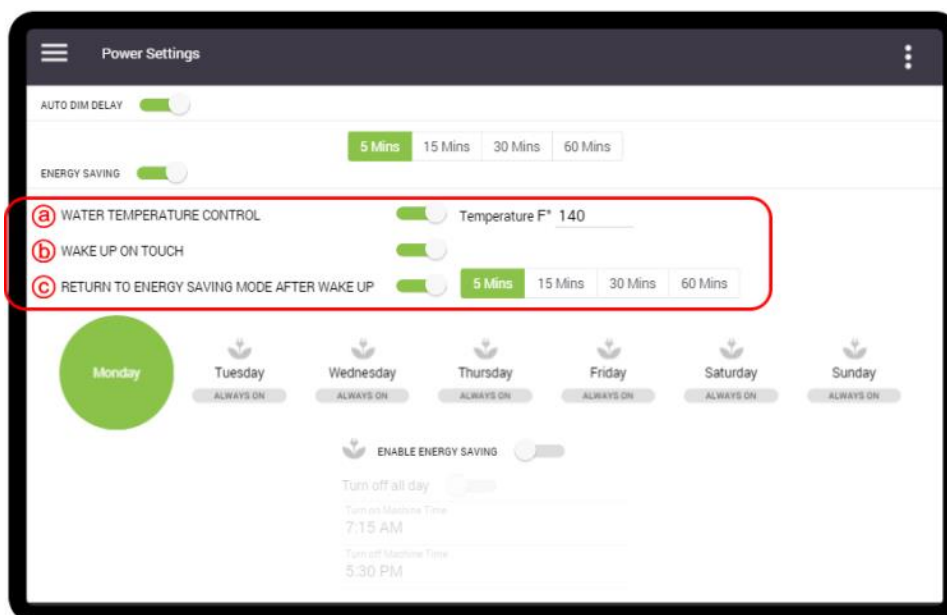 Power Settings
AUTO DIM DELAY
5 Mins 15 Mins 30 Mins 60 Mins
ENERGY SAVING
ⓐ WATER TEMPERATURE CONTROL Temperature F° 140
ⓑ WAKE UP ON TOUCH
ⓒ RETURN TO ENERGY SAVING MODE AFTER WAKE UP 5 Mins 15 Mins 30 Mins 60 Mins
Monday Tuesday Wednesday Thursday Friday Saturday Sunday
ALWAYS ON ALWAYS ON ALWAYS ON ALWAYS ON ALWAYS ON ALWAYS ON
ENABLE ENERGY SAVING
Turn off all day
Turn on Machine Time
7:15 AM
Turn off Machine Time
5:30 PM